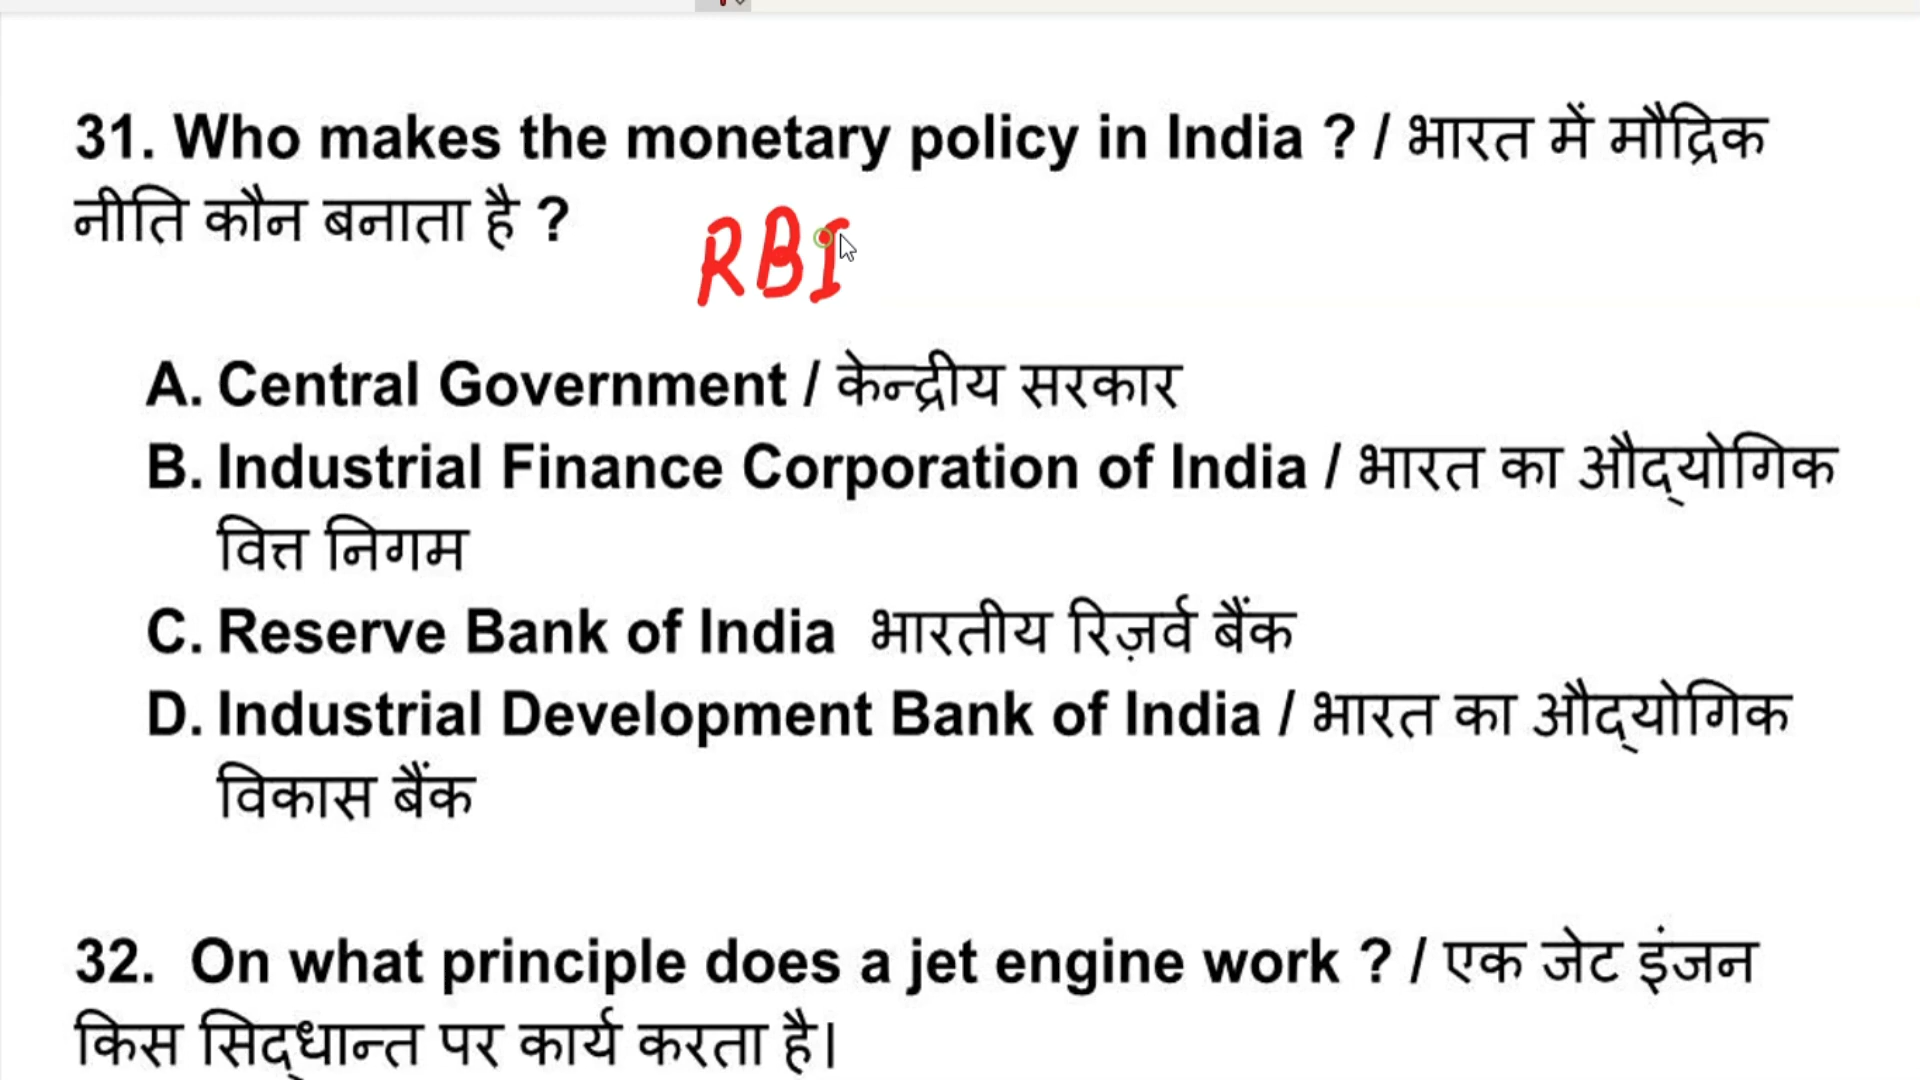 31. Who makes the monetary policy in India ? / भारत में मौद्रिक
नीति कौन बनाता है ?
RBI
A. Central Government / केन्द्रीय सरकार
B. Industrial Finance Corporation of India / भारत का औद्‌योगिक
वित्त निगम
C. Reserve Bank of India भारतीय रिज़र्व बैंक
D. Industrial Development Bank of India / भारत का औद्‌योगिक
विकास बैंक
32. On what principle does a jet engine work ? / एक जेट इंजन
किस सिद्‌धान्त पर कार्य करता है।